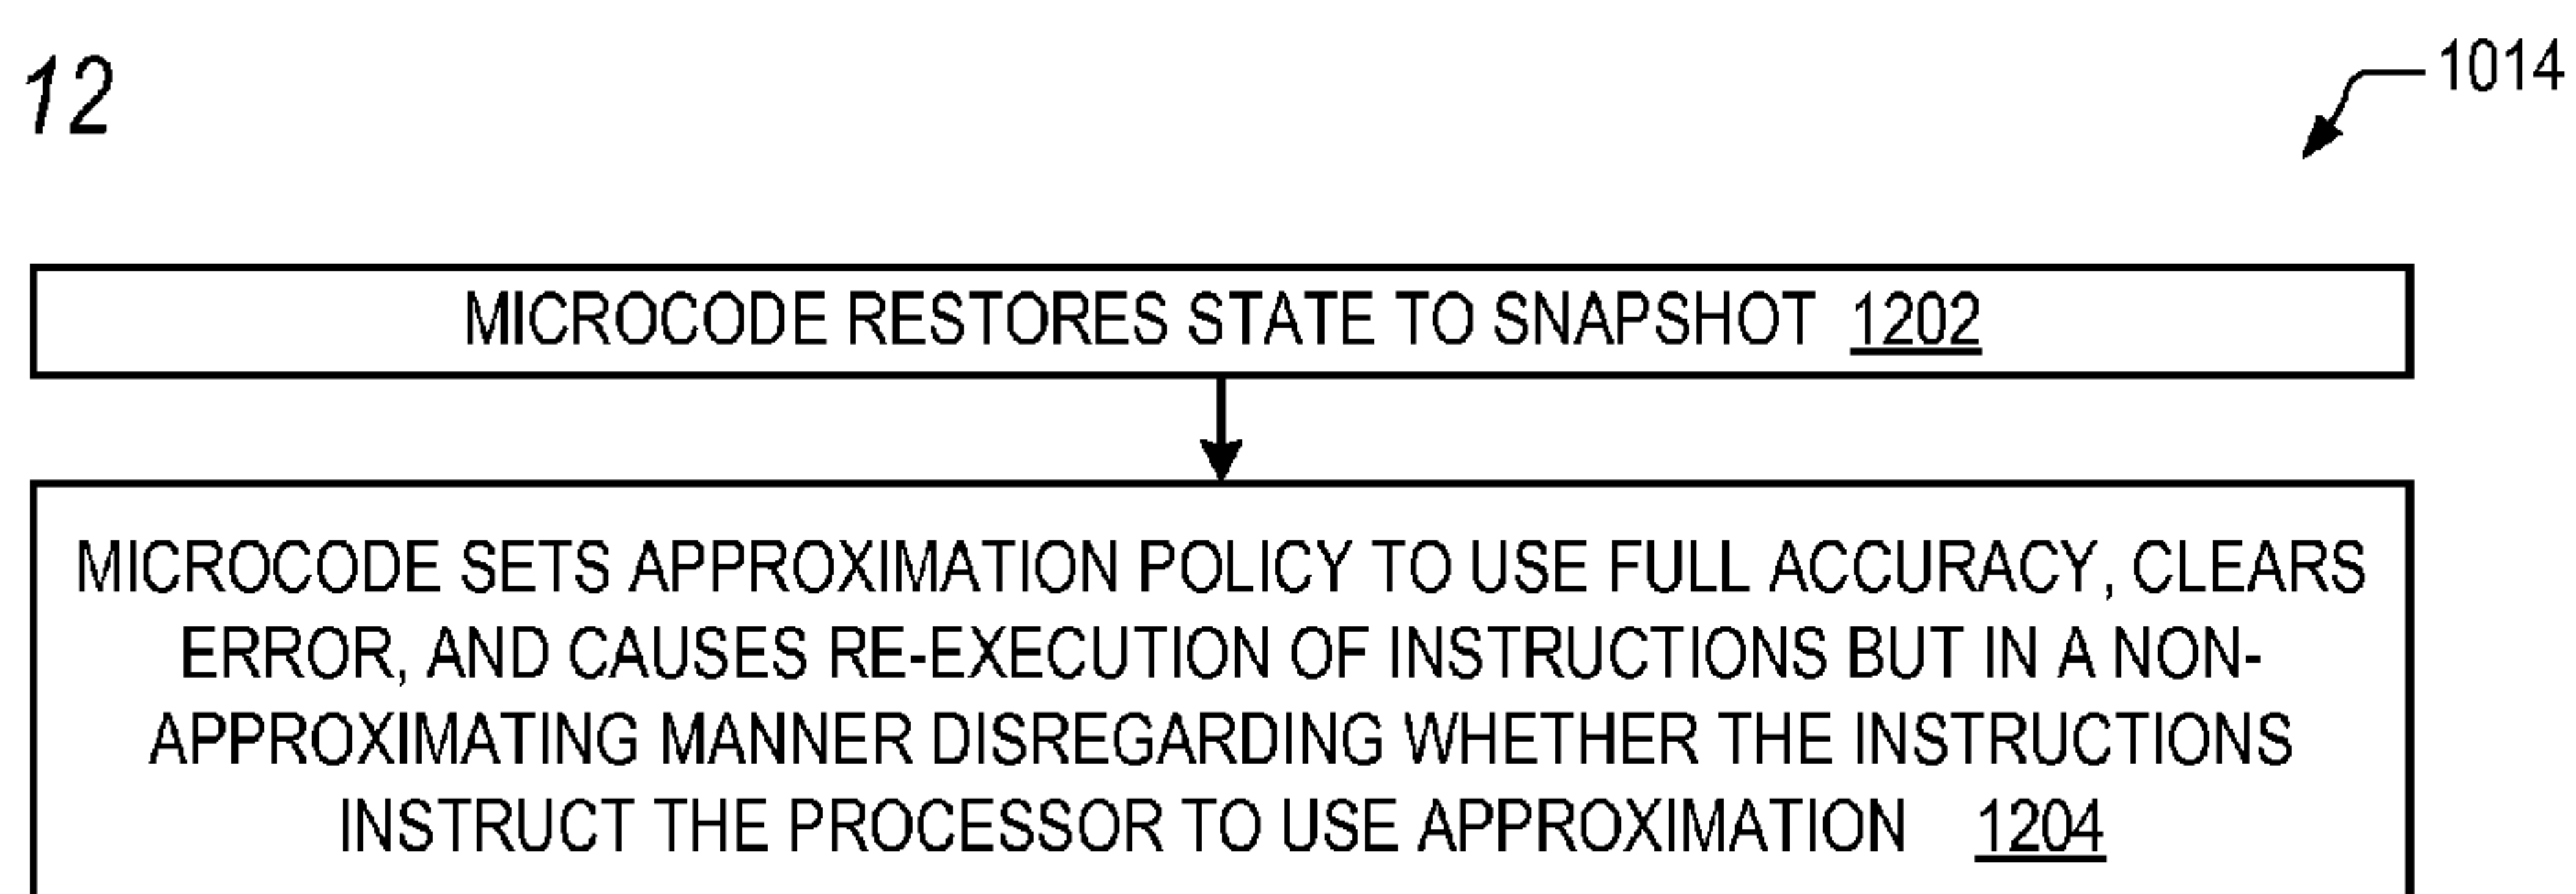 12
1014
MICROCODE RESTORES STATE TO SNAPSHOT 1202
MICROCODE SETS APPROXIMATION POLICY TO USE FULL ACCURACY, CLEARS
ERROR, AND CAUSES RE-EXECUTION OF INSTRUCTIONS BUT IN A NON-
APPROXIMATING MANNER DISREGARDING WHETHER THE INSTRUCTIONS
INSTRUCT THE PROCESSOR TO USE APPROXIMATION 1204